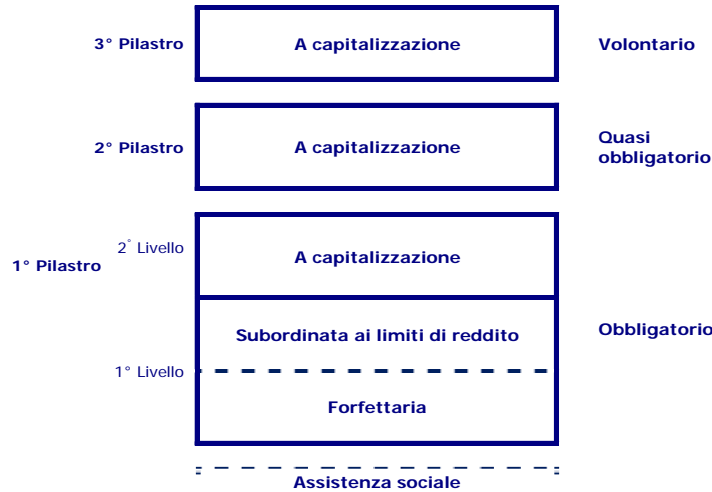 3° Pilastro
A capitalizzazione
Volontario
2° Pilastro
A capitalizzazione
Quasi
obbligatorio
1° Pilastro
2° Livello
A capitalizzazione
Subordinata ai limiti di reddito
Obbligatorio
1° Livello
Forfettaria
Assistenza sociale